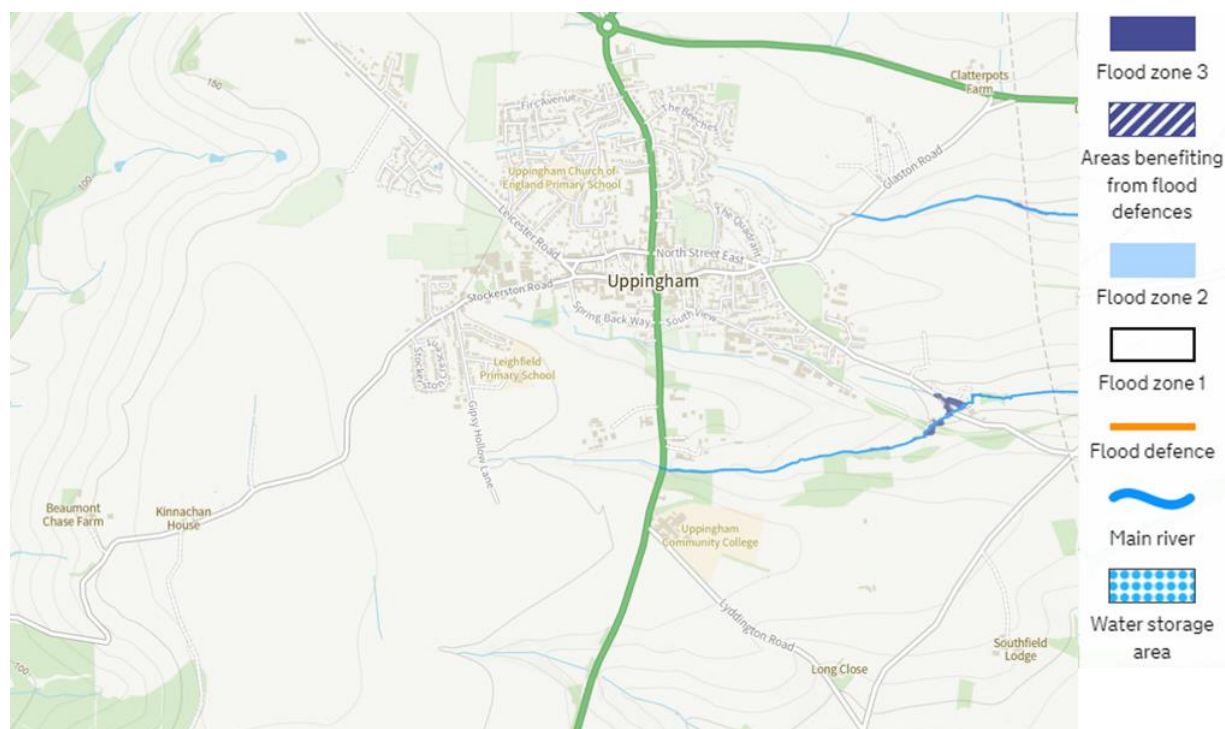 Clatterpots
Farm
150
Firs Avenue
The Beeches
100
Uppingham Church of
England Primary School
Glaston Road
Leicester Road
The Quadrant
North Street East
Uppingham
Stockerston Road
Spring Back Way
South View
Leighfield
Primary School
Stockerston
Crescent
Gipsy Hollow Lane
Beaumont
Chase Farm
Kinnachan
House
Uppingham
Community College
Lyddington Road
Long Close
Southfield
Lodge
100
Flood zone 3
Areas benefiting
from flood
defences
Flood zone 2
Flood zone 1
Flood defence
Main river
Water storage
area